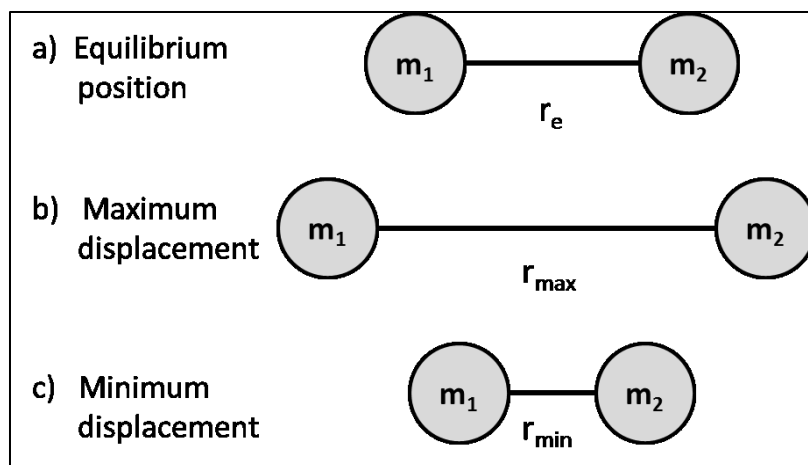 a) Equilibrium
position
m1
m2
re
b) Maximum
displacement
m1
m2
rmax
c) Minimum
displacement
m1
m2
rmin